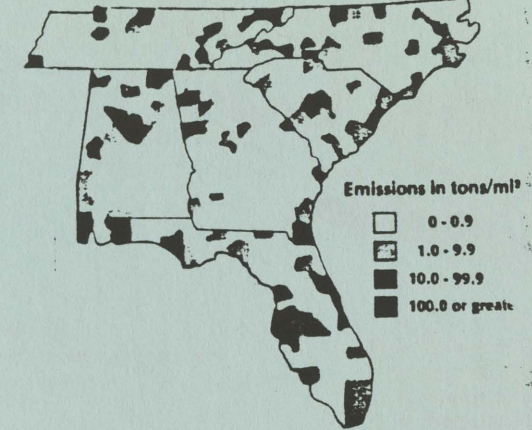 Emissions in tons/mi²
0 - 0.9
1.0 - 9.9
10.0 - 99.9
100.0 or greate